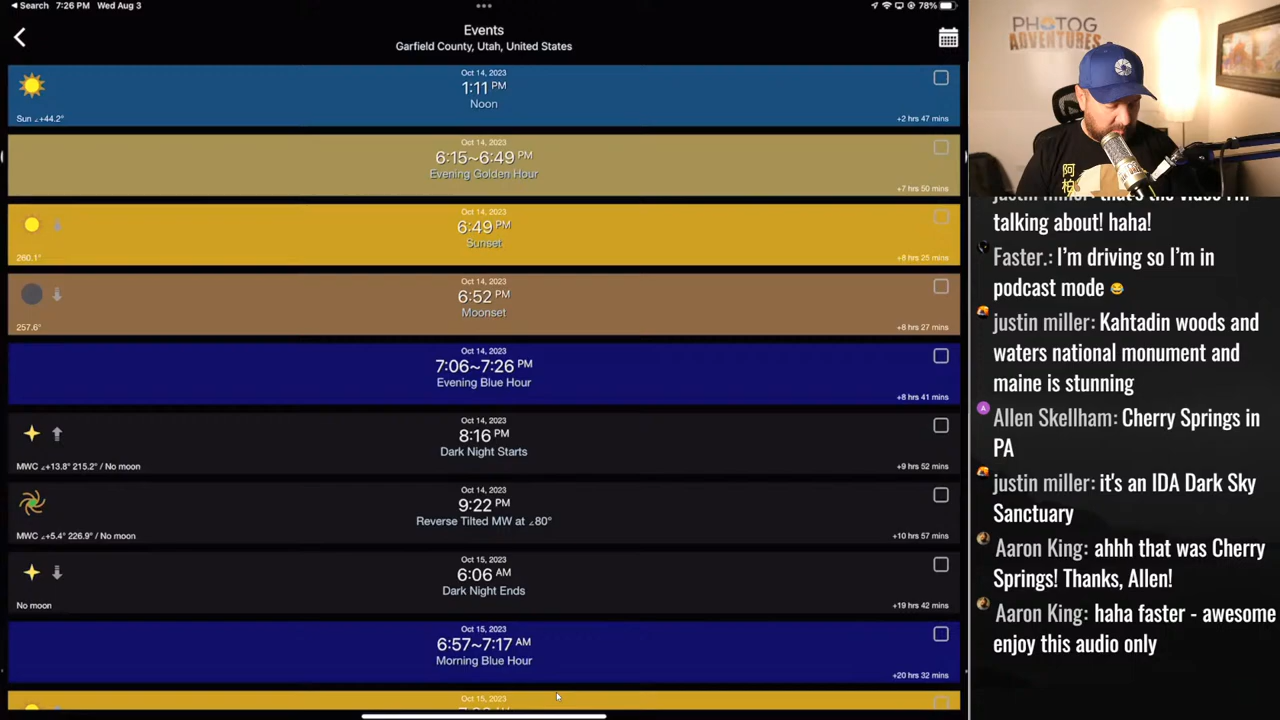 Search 7:26 PM Wed Aug 3
78%
Events
Garfield County, Utah, United States
Oct 14, 2023
1:11 PM
Noon
Sun ∠+44.2°
+2 hrs 47 mins
Oct 14, 2023
6:15~6:49 PM
Evening Golden Hour
+7 hrs 50 mins
Oct 14, 2023
6:49 PM
Sunset
260.1°
+8 hrs 25 mins
Oct 14, 2023
6:52 PM
Moonset
257.6°
+8 hrs 27 mins
Oct 14, 2023
7:06~7:26 PM
Evening Blue Hour
+8 hrs 41 mins
Oct 14, 2023
8:16 PM
Dark Night Starts
MWC ∠+13.8° 215.2° / No moon
+9 hrs 52 mins
Oct 14, 2023
9:22 PM
Reverse Tilted MW at ∠80°
MWC ∠+5.4° 226.9° / No moon
+10 hrs 57 mins
Oct 15, 2023
6:06 AM
Dark Night Ends
No moon
+19 hrs 42 mins
Oct 15, 2023
6:57~7:17 AM
Morning Blue Hour
+20 hrs 32 mins
Oct 15, 2023
PHOTOG
ADVENTURES
阿
柏
talking about! haha!
Faster.: I'm driving so I'm in
podcast mode 😂
justin miller: Kahtadin woods and
waters national monument and
maine is stunning
A Allen Skellham: Cherry Springs in
PA
justin miller: it's an IDA Dark Sky
Sanctuary
Aaron King: ahhh that was Cherry
Springs! Thanks, Allen!
Aaron King: haha faster - awesome
enjoy this audio only